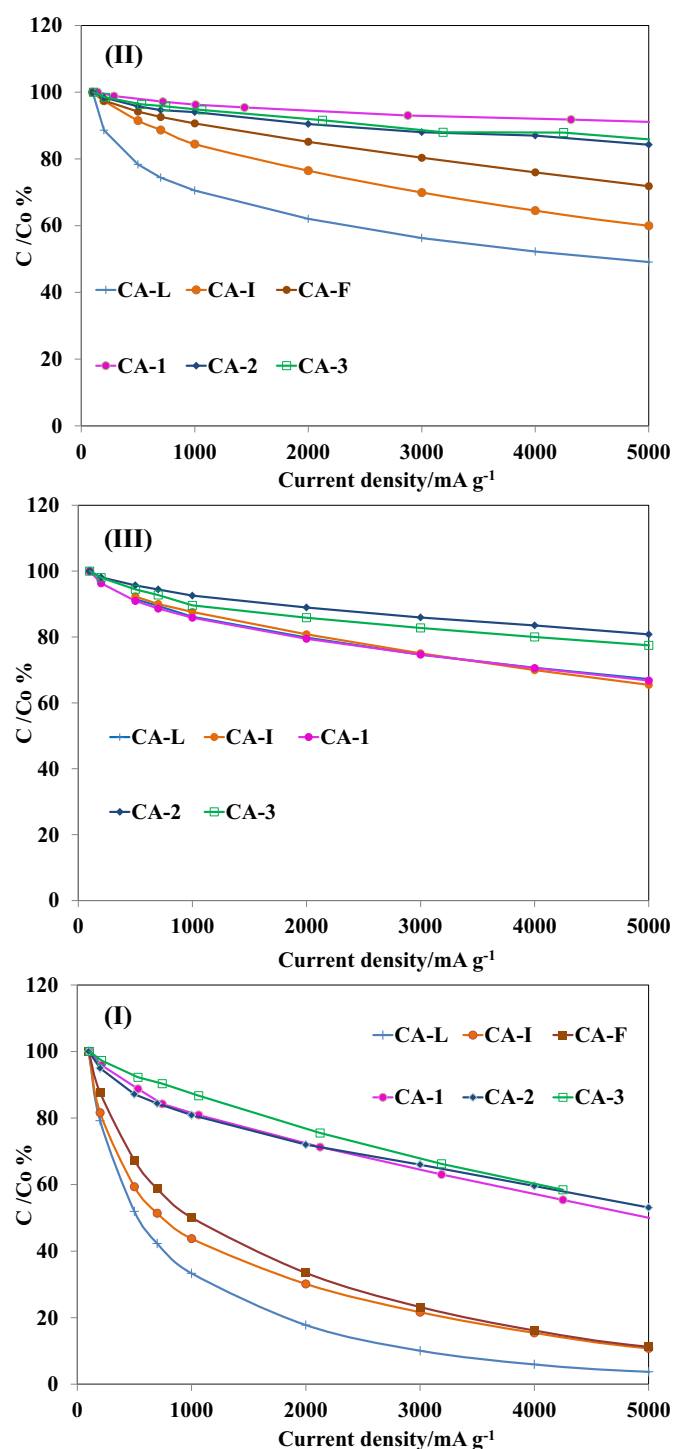 120
(II)
100
80
60
40
20
0
C /Co %
CA-L CA-I CA-F
CA-1 CA-2 CA-3
0 1000 2000 3000 4000 5000
Current density/mA g-1
120
(III)
100
80
60
40
20
0
C /Co %
CA-L CA-I CA-1
CA-2 CA-3
0 1000 2000 3000 4000 5000
Current density/mA g-1
120
(I)
100
80
60
40
20
0
C /Co %
CA-L CA-I CA-F
CA-1 CA-2 CA-3
0 1000 2000 3000 4000 5000
Current density/mA g-1